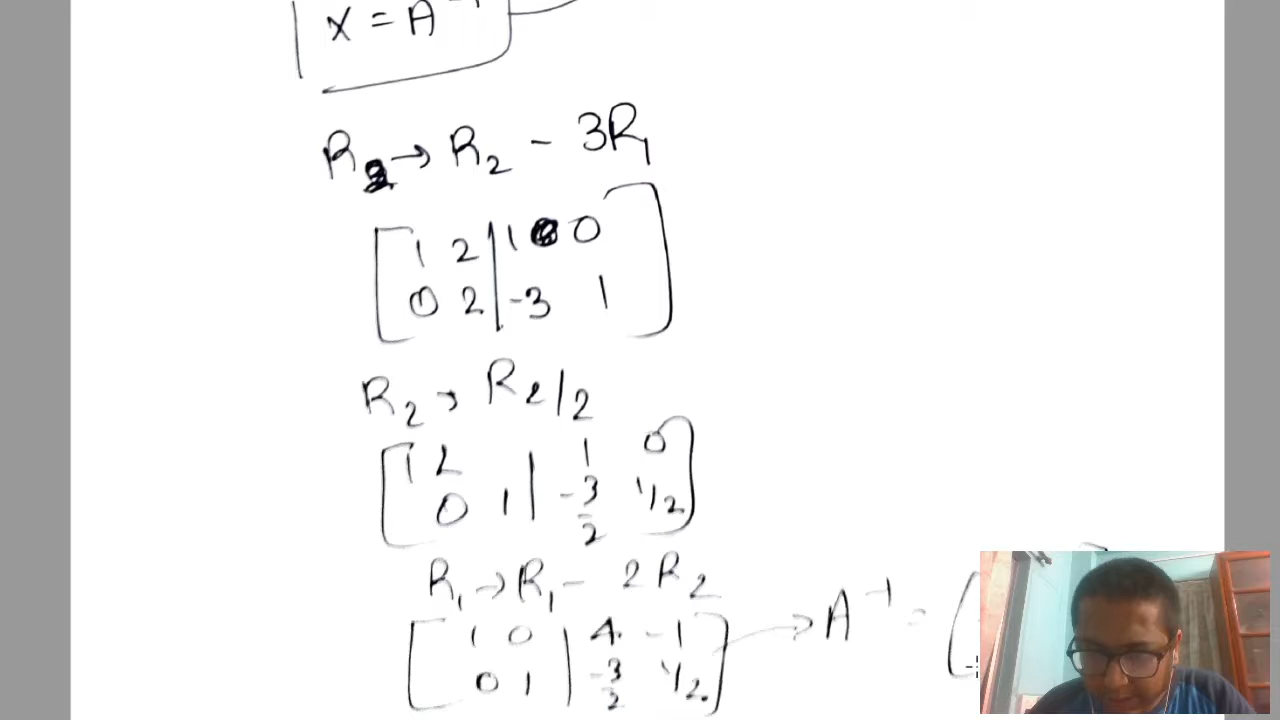 X = A⁻¹
R₂ → R₂ - 3R₁
1 2 | 1 0
0 2 | -3 1
R₂ → R₂/2
1 2 | 1 0
0 1 | -3/2 1/2
R₁ → R₁ - 2R₂
1 0 | 4 -1 → A⁻¹ =
0 1 | -3/2 1/2